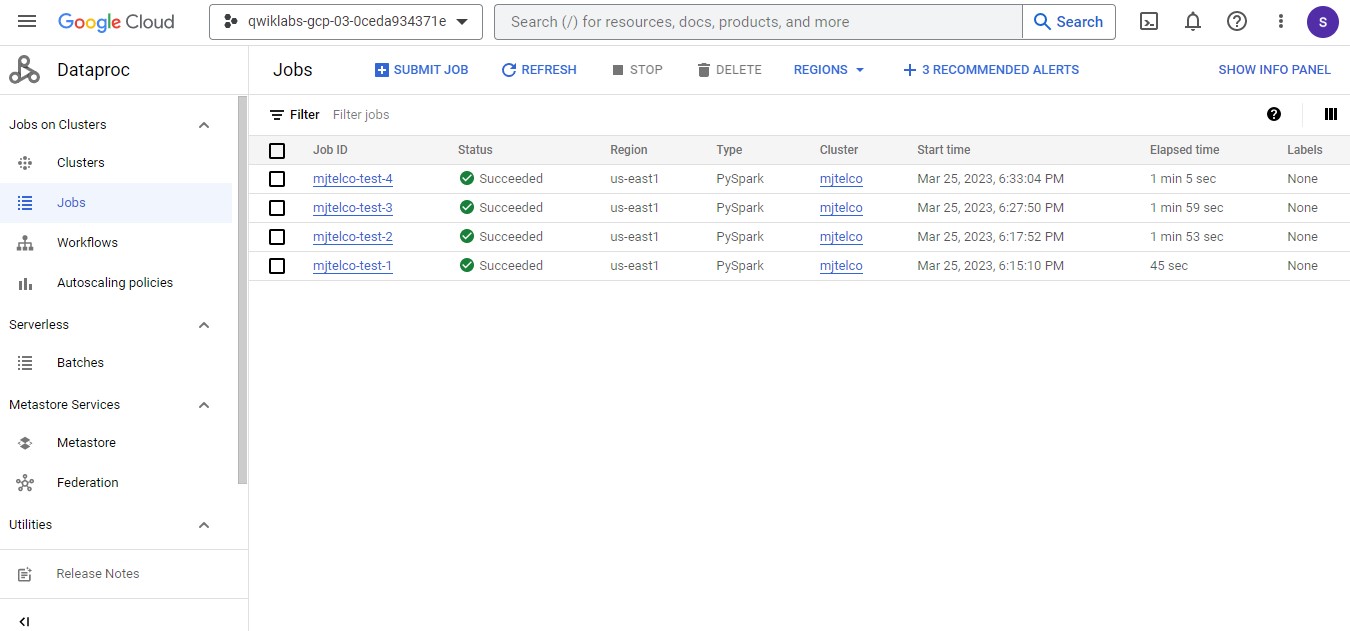 Google Cloud qwiklabs-gcp-03-0ceda934371e Search (/) for resources, docs, products, and more Search S
Dataproc
Jobs on Clusters
Clusters
Jobs
Workflows
Autoscaling policies
Serverless
Batches
Metastore Services
Metastore
Federation
Utilities
Release Notes
Jobs SUBMIT JOB REFRESH STOP DELETE REGIONS 3 RECOMMENDED ALERTS SHOW INFO PANEL
Filter Filter jobs
Job ID Status Region Type Cluster Start time Elapsed time Labels
mjtelco-test-4 Succeeded us-east1 PySpark mjtelco Mar 25, 2023, 6:33:04 PM 1 min 5 sec None
mjtelco-test-3 Succeeded us-east1 PySpark mjtelco Mar 25, 2023, 6:27:50 PM 1 min 59 sec None
mjtelco-test-2 Succeeded us-east1 PySpark mjtelco Mar 25, 2023, 6:17:52 PM 1 min 53 sec None
mjtelco-test-1 Succeeded us-east1 PySpark mjtelco Mar 25, 2023, 6:15:10 PM 45 sec None